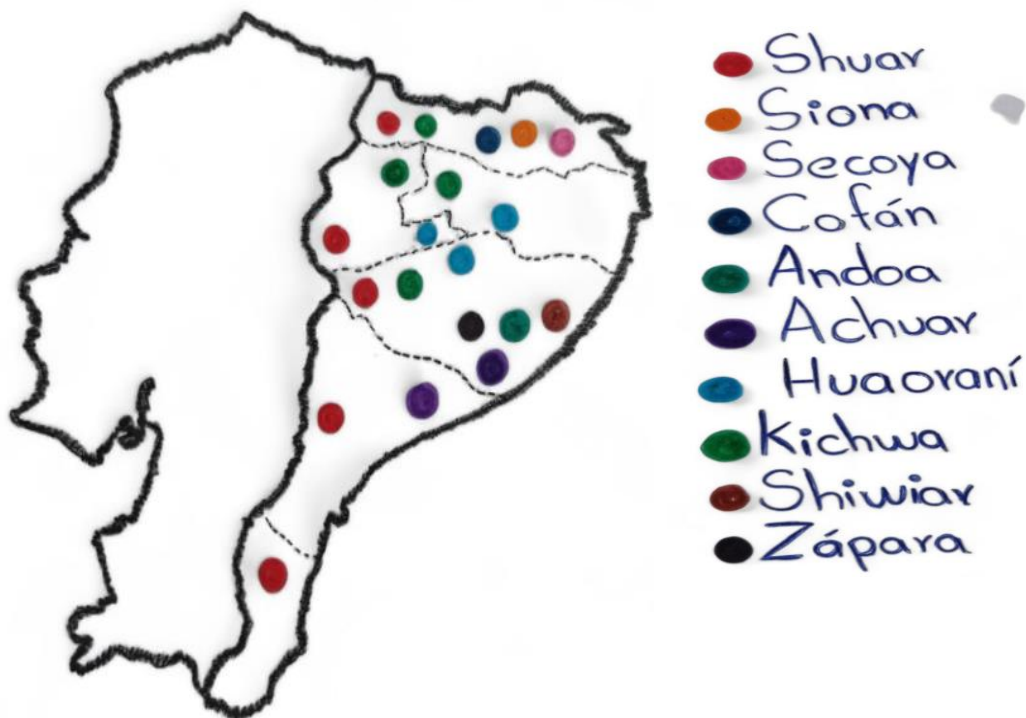 Shuar
Siona
Secoya
Cofán
Andoa
Achuar
Huaoraní
Kichwa
Shiwiar
Zápara